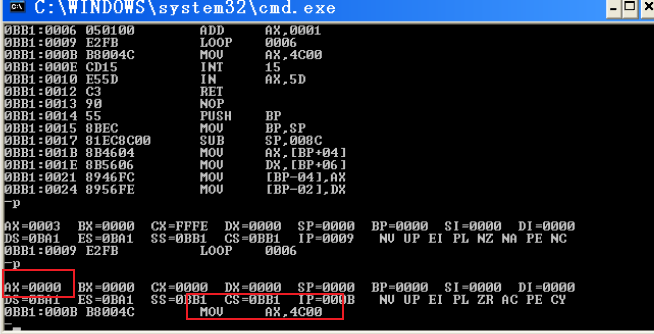 C:\WINDOWS\system32\cmd.exe
0BB1:0006 050100 ADD AX,0001
0BB1:0009 E2FB LOOP 0006
0BB1:000B B8004C MOV AX,4C00
0BB1:000E CD15 INT 15
0BB1:0010 E55D IN AX,5D
0BB1:0012 C3 RET
0BB1:0013 90 NOP
0BB1:0014 55 PUSH BP
0BB1:0015 8BEC MOV BP,SP
0BB1:0017 81EC8C00 SUB SP,008C
0BB1:001B 8B4604 MOV AX,[BP+04]
0BB1:001E 8B5606 MOV DX,[BP+06]
0BB1:0021 8946FC MOV [BP-04],AX
0BB1:0024 8956FE MOV [BP-02],DX
-p
AX=0003 BX=0000 CX=FFFE DX=0000 SP=0000 BP=0000 SI=0000 DI=0000
DS=0BA1 ES=0BA1 SS=0BB1 CS=0BB1 IP=0009 NV UP EI PL NZ NA PE NC
0BB1:0009 E2FB LOOP 0006
-p
AX=0000 BX=0000 CX=0000 DX=0000 SP=0000 BP=0000 SI=0000 DI=0000
DS=0BA1 ES=0BA1 SS=0BB1 CS=0BB1 IP=000B NV UP EI PL ZR AC PE CY
0BB1:000B B8004C MOV AX,4C00
-